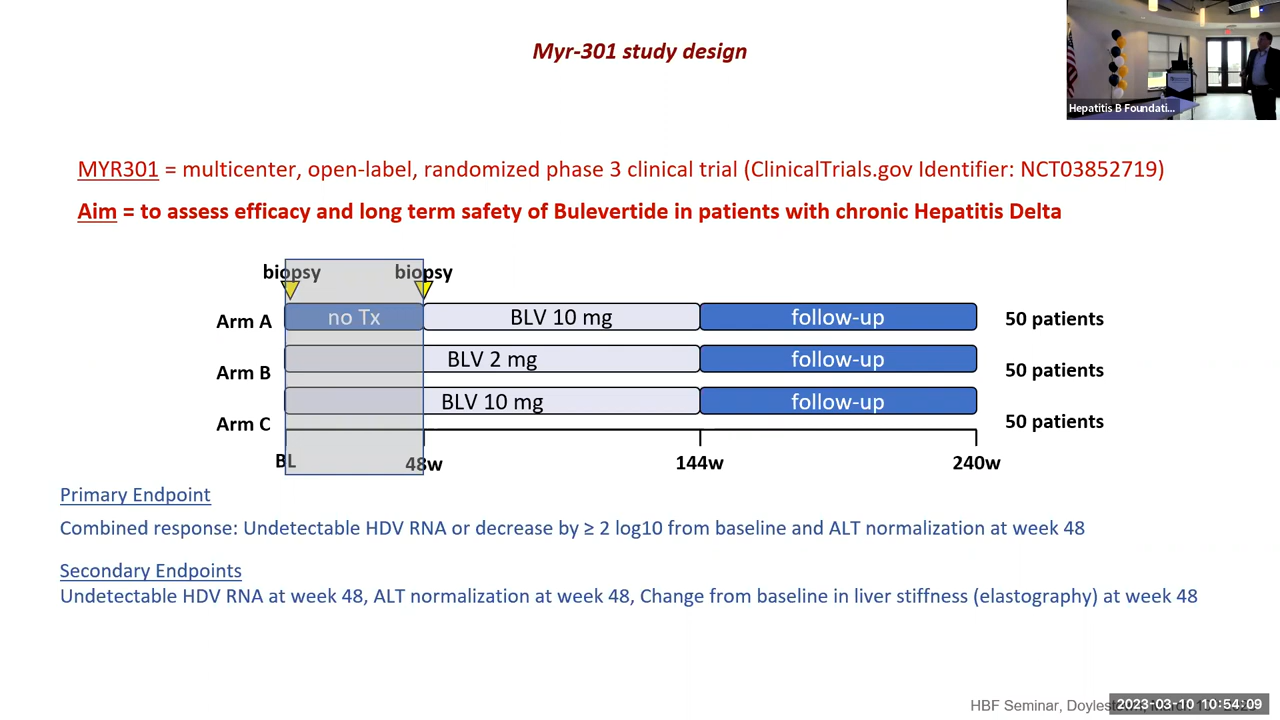 Myr-301 study design
Hepatitis B Foundati...
MYR301 = multicenter, open-label, randomized phase 3 clinical trial (ClinicalTrials.gov Identifier: NCT03852719)
Aim = to assess efficacy and long term safety of Bulevertide in patients with chronic Hepatitis Delta
biopsy biopsy
Arm A no Tx BLV 10 mg follow-up 50 patients
Arm B BLV 2 mg follow-up 50 patients
Arm C BLV 10 mg follow-up 50 patients
BL 48w 144w 240w
Primary Endpoint
Combined response: Undetectable HDV RNA or decrease by ≥ 2 log10 from baseline and ALT normalization at week 48
Secondary Endpoints
Undetectable HDV RNA at week 48, ALT normalization at week 48, Change from baseline in liver stiffness (elastography) at week 48
HBF Seminar,
2023-03-10 10:54:09